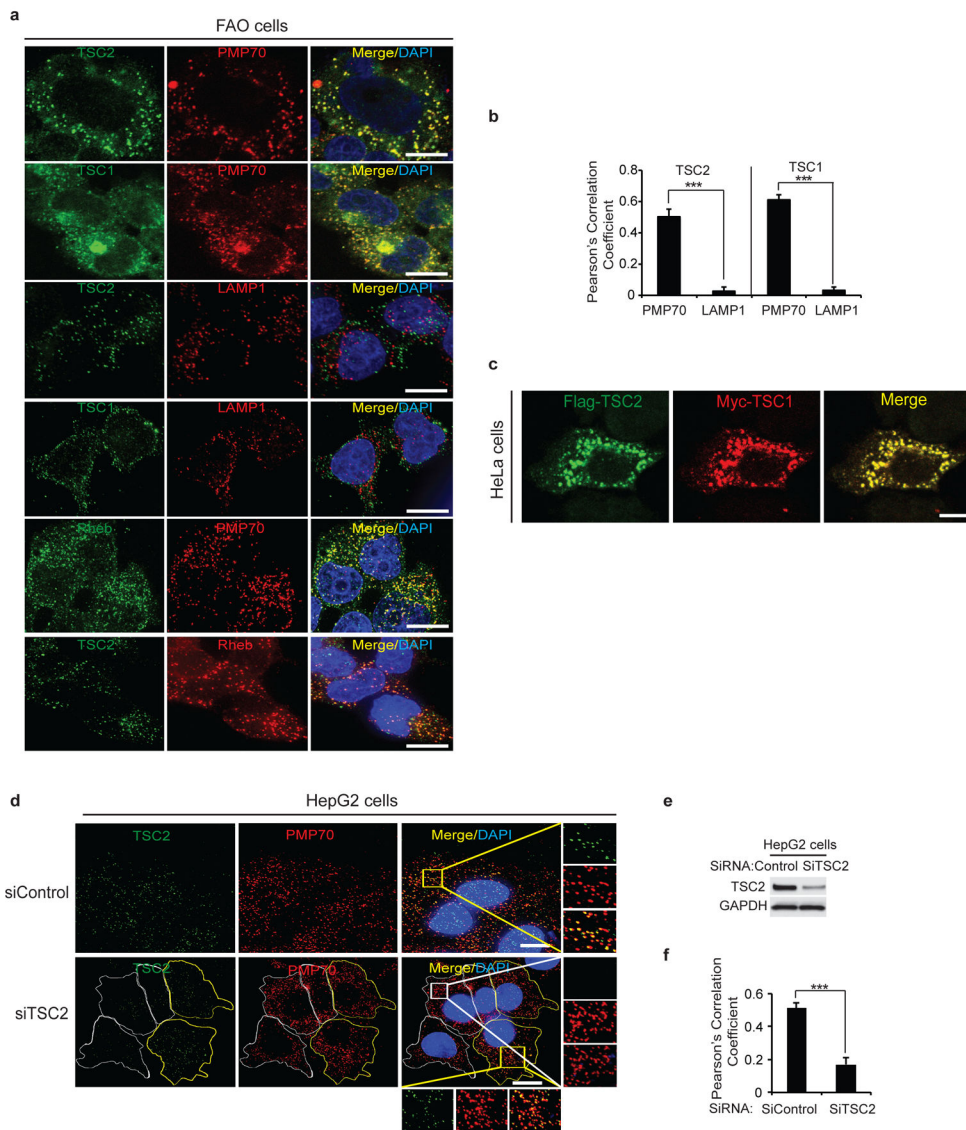 a
FAO cells
TSC2 PMP70 Merge/DAPI
TSC1 PMP70 Merge/DAPI
TSC2 LAMP1 Merge/DAPI
TSC1 LAMP1 Merge/DAPI
Rheb PMP70 Merge/DAPI
TSC2 Rheb Merge/DAPI
b
TSC2 TSC1
*** ***
Pearson's Correlation
Coefficient
0.8
0.6
0.4
0.2
0
PMP70 LAMP1 PMP70 LAMP1
c
HeLa cells
Flag-TSC2 Myc-TSC1 Merge
d
HepG2 cells
TSC2 PMP70 Merge/DAPI
siControl
TSC2 PMP70 Merge/DAPI
siTSC2
e
HepG2 cells
SiRNA:Control SiTSC2
TSC2
GAPDH
f
***
Pearson's Correlation
Coefficient
0.6
0.4
0.2
0
SiRNA: SiControl SiTSC2